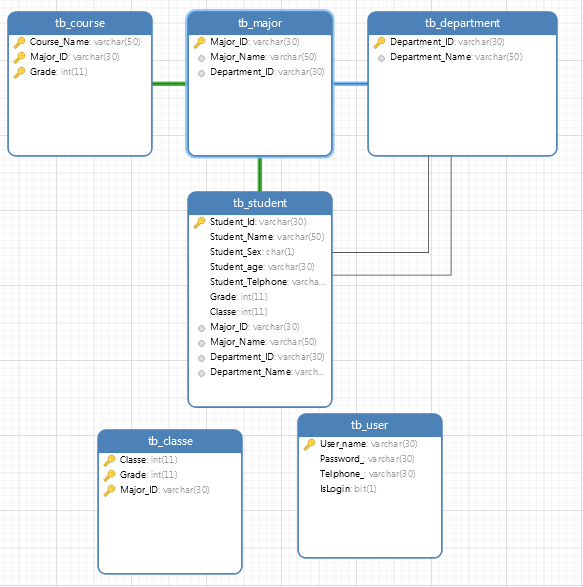 tb_course
Course_Name: varchar(50)
Major_ID: varchar(30)
Grade: int(11)
tb_major
Major_ID: varchar(30)
Major_Name: varchar(50)
Department_ID: varchar(30)
tb_department
Department_ID: varchar(30)
Department_Name: varchar(50)
tb_student
Student_Id: varchar(30)
Student_Name: varchar(50)
Student_Sex: char(1)
Student_age: varchar(30)
Student_Telphone: varcha...
Grade: int(11)
Classe: int(11)
Major_ID: varchar(30)
Major_Name: varchar(50)
Department_ID: varchar(30)
Department_Name: varch...
tb_classe
Classe: int(11)
Grade: int(11)
Major_ID: varchar(30)
tb_user
User_name: varchar(30)
Password_: varchar(30)
Telphone_: varchar(30)
IsLogin: bit(1)